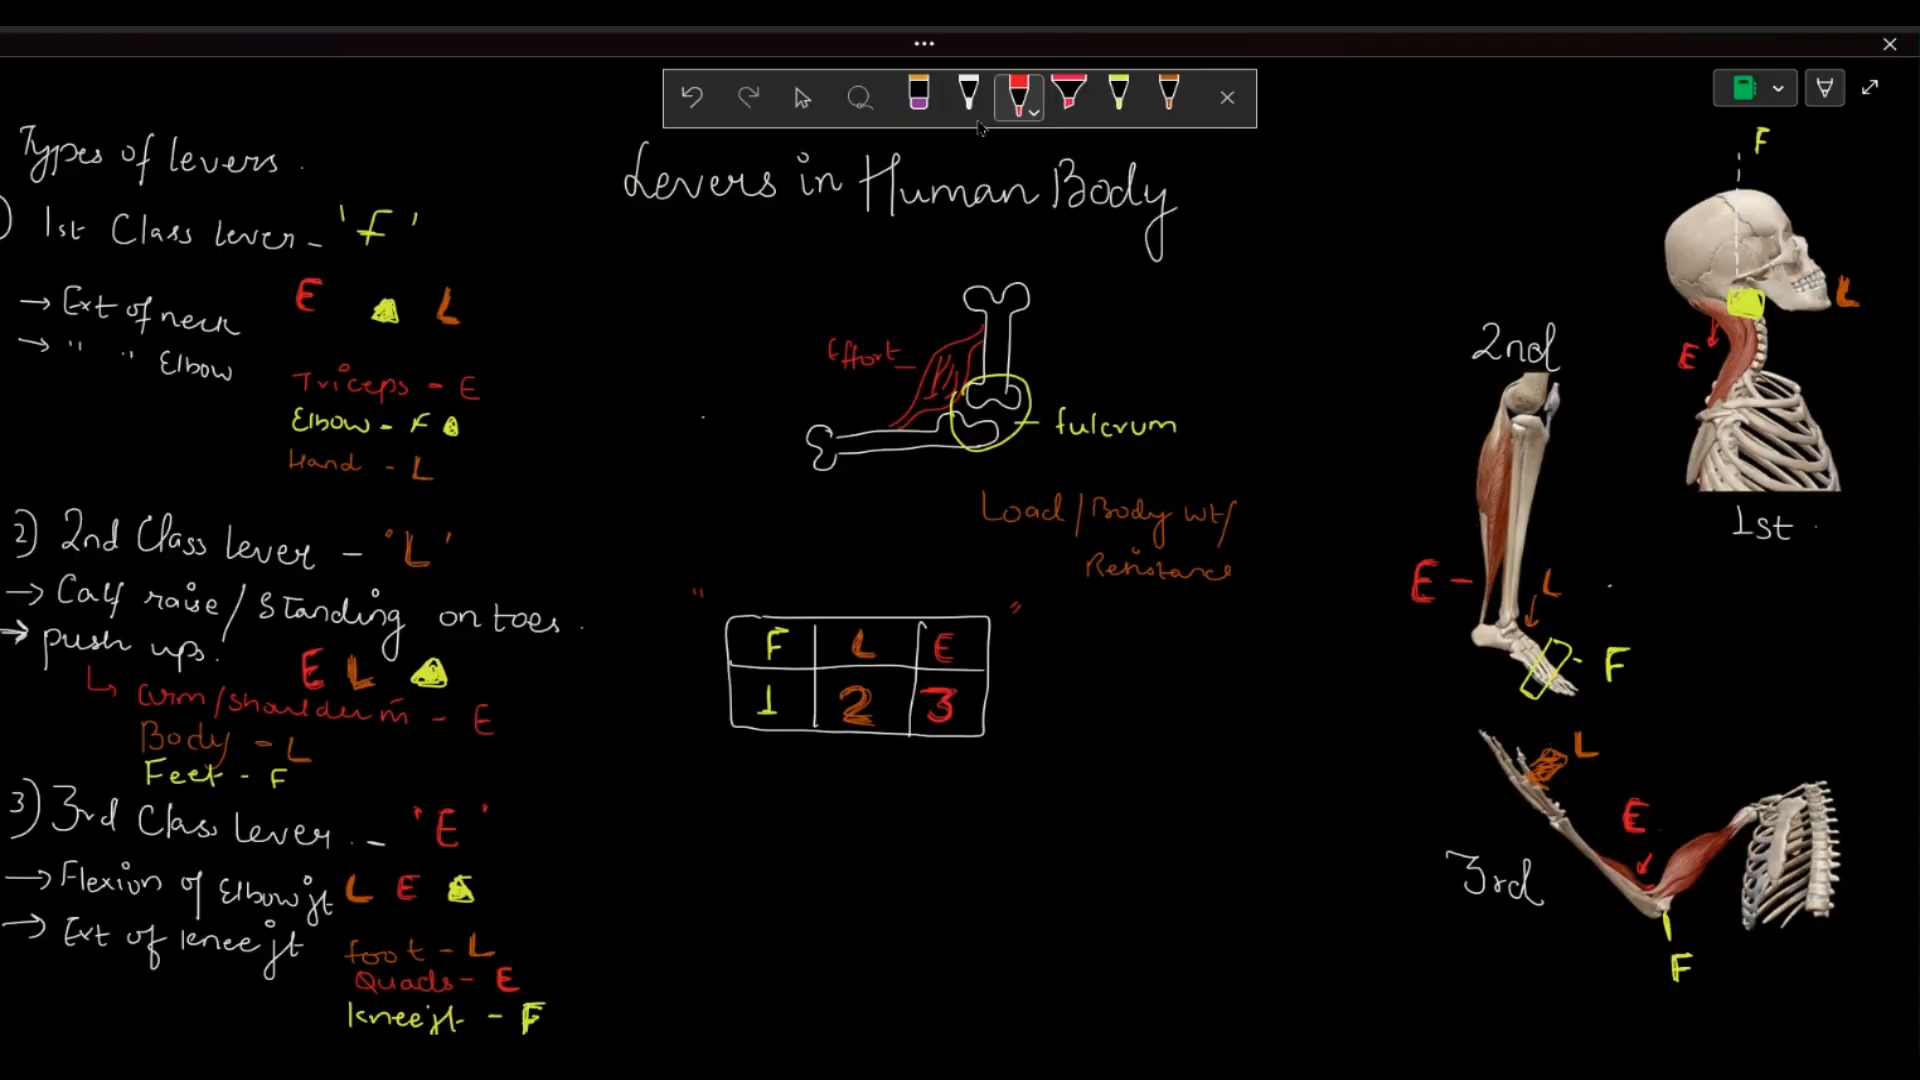 Types of levers.
) 1st Class lever - 'F'
→ Ext of neck
E L
→ " " Elbow
Triceps - E
Elbow - F
Hand - L
2) 2nd Class lever - 'L'
→ Calf raise / Standing on toes.
→ push ups.
E L
↳ arm/shoulder m - E
Body - L
Feet - F
3) 3rd Class lever. - 'E'
→ Flexion of Elbow jt
L E
→ Ext of knee jt
foot - L
Quads - E
knee jt - F
Levers in Human Body
Effort
fulcrum
Load / Body wt/
Resistance
" "
F L E
1 2 3
F
L
E
1st
2nd
E
L
F
L
E
3rd
F